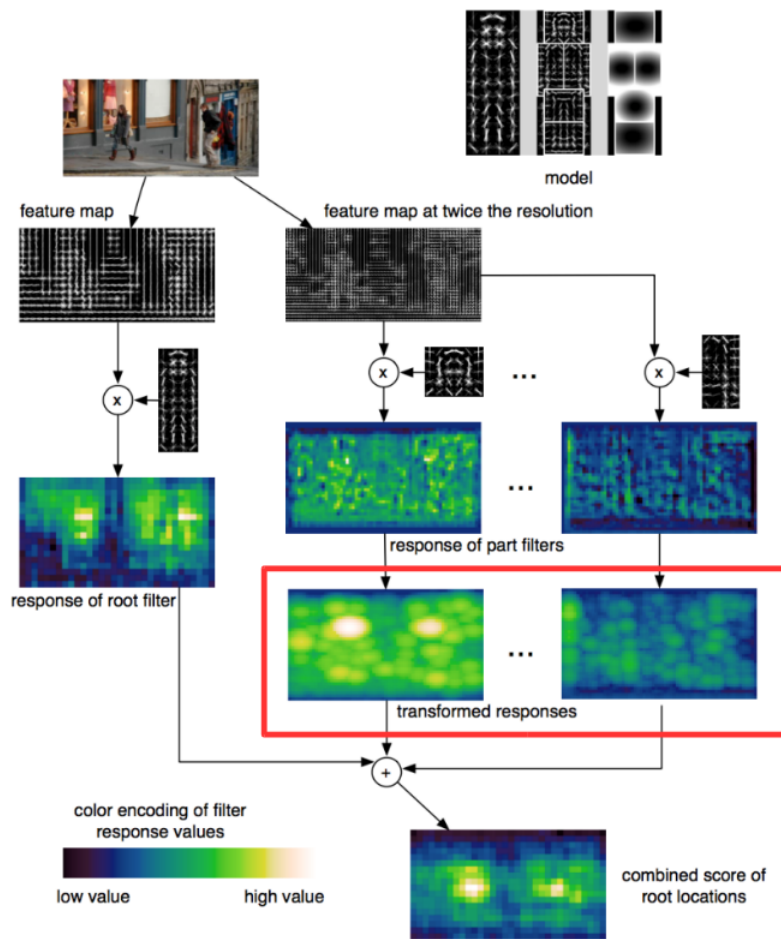 model
feature map
feature map at twice the resolution
x
x
...
x
...
response of part filters
response of root filter
...
transformed responses
+
color encoding of filter
response values
low value
high value
combined score of
root locations